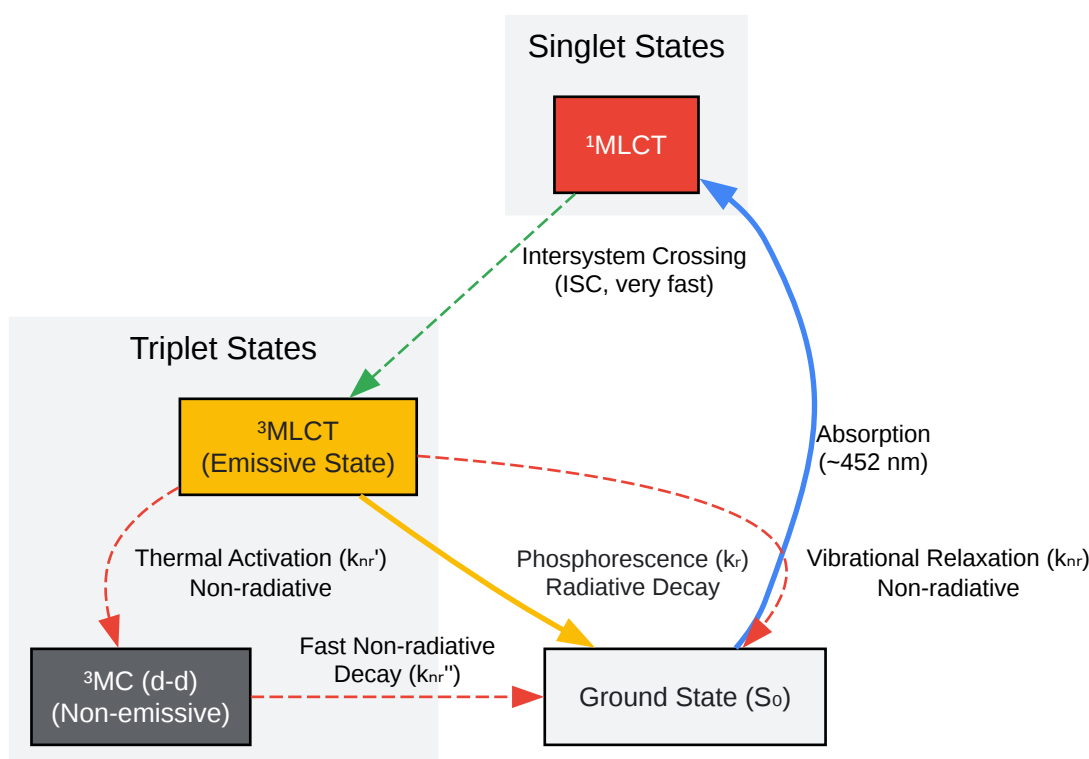 Singlet States
¹MLCT
Intersystem Crossing
(ISC, very fast)
Triplet States
³MLCT
(Emissive State)
Absorption
(~452 nm)
Thermal Activation (kₙᵣ')
Non-radiative
Phosphorescence (kᵣ)
Radiative Decay
Vibrational Relaxation (kₙᵣ)
Non-radiative
Fast Non-radiative
Decay (kₙᵣ'')
³MC (d-d)
(Non-emissive)
Ground State (S₀)